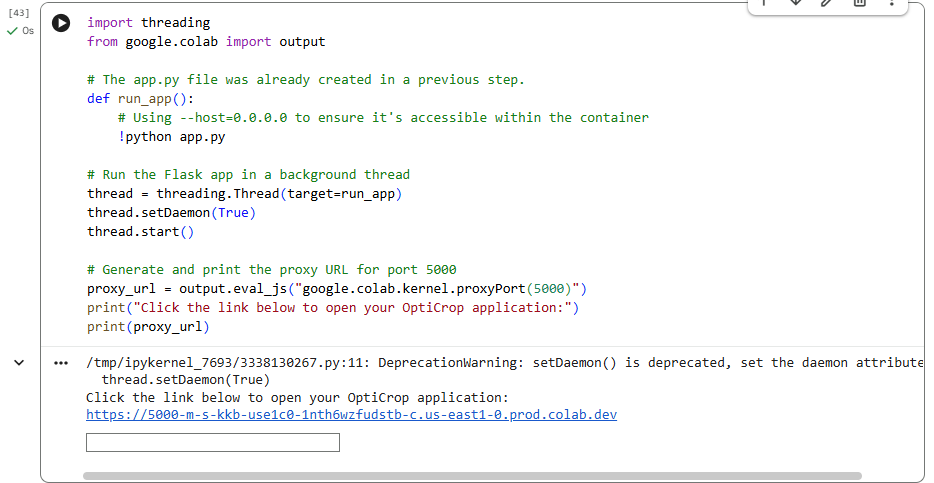 [43]
0s
import threading
from google.colab import output
# The app.py file was already created in a previous step.
def run_app():
    # Using --host=0.0.0.0 to ensure it's accessible within the container
    !python app.py
# Run the Flask app in a background thread
thread = threading.Thread(target=run_app)
thread.setDaemon(True)
thread.start()
# Generate and print the proxy URL for port 5000
proxy_url = output.eval_js("google.colab.kernel.proxyPort(5000)")
print("Click the link below to open your OptiCrop application:")
print(proxy_url)
/tmp/ipykernel_7693/3338130267.py:11: DeprecationWarning: setDaemon() is deprecated, set the daemon attribute
  thread.setDaemon(True)
Click the link below to open your OptiCrop application:
https://5000-m-s-kkb-use1c0-1nth6wzfudstb-c.us-east1-0.prod.colab.dev